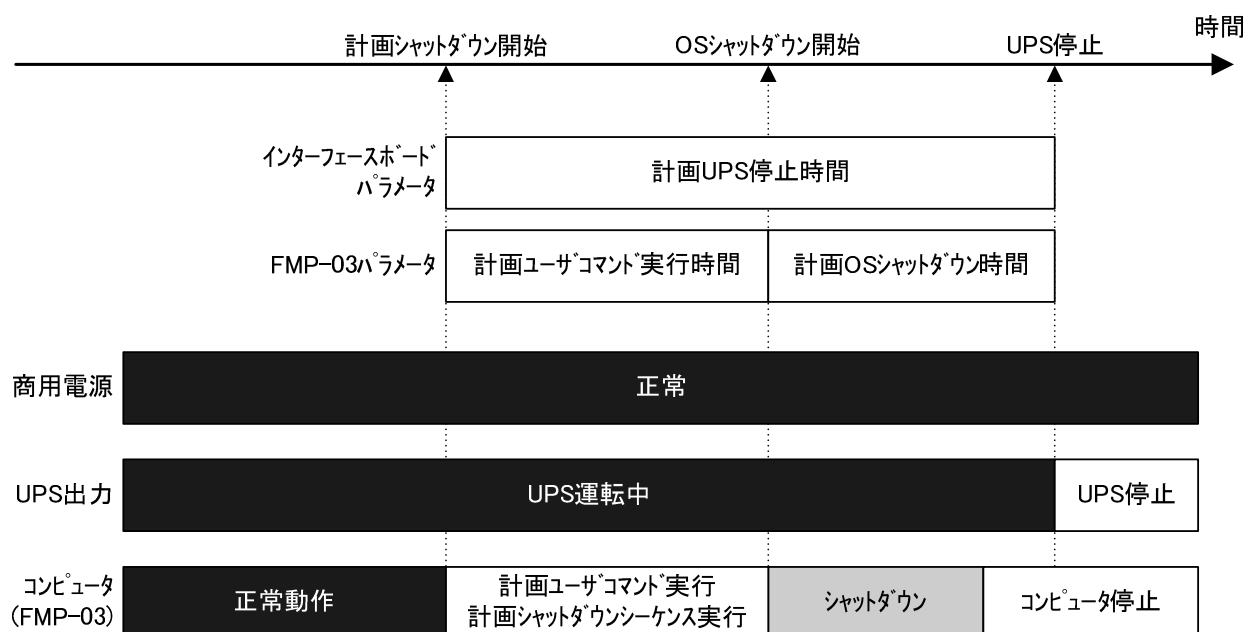 時間
計画シャットダウン開始
OSシャットダウン開始
UPS停止
インターフェースボード
パラメータ
計画UPS停止時間
FMP-03パラメータ
計画ユーザコマンド実行時間
計画OSシャットダウン時間
商用電源
正常
UPS出力
UPS運転中
UPS停止
コンピュータ
(FMP-03)
正常動作
計画ユーザコマンド実行
計画シャットダウンシーケンス実行
シャットダウン
コンピュータ停止